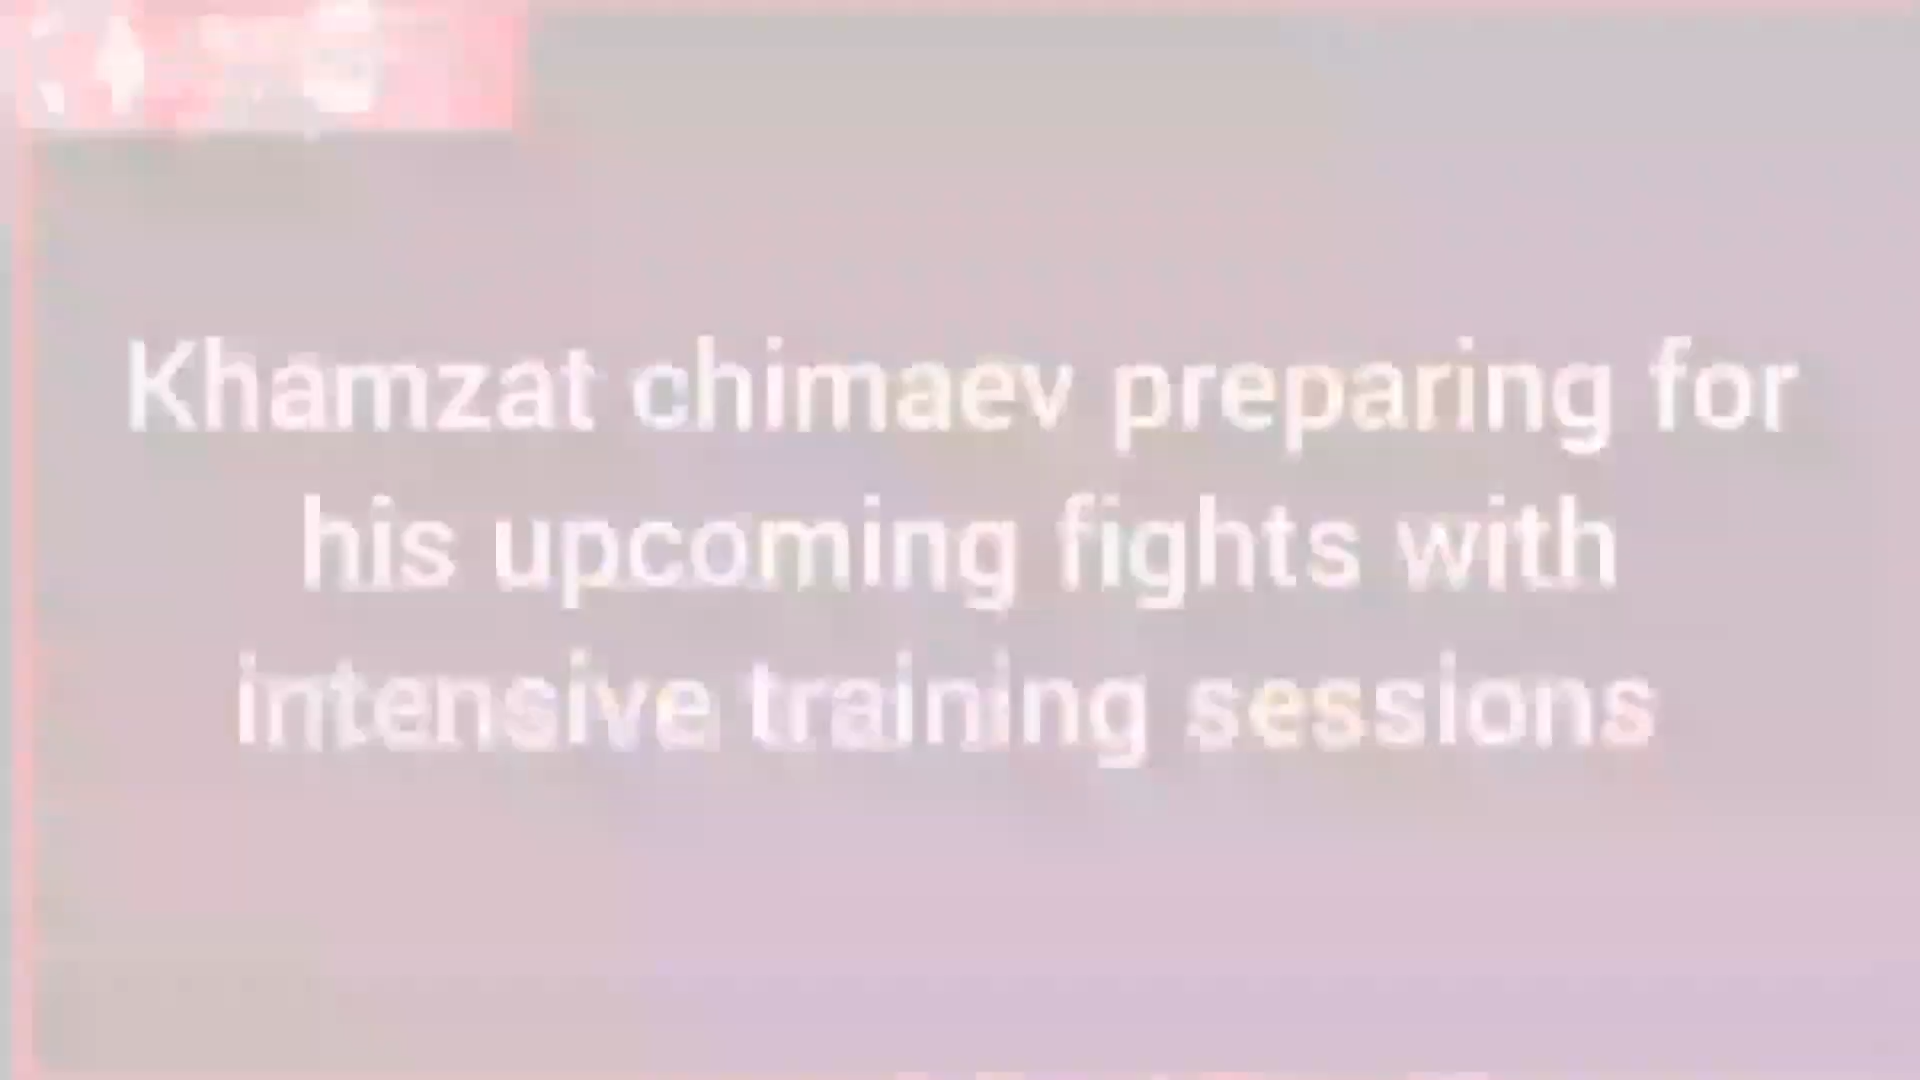 Khamzat chimaev preparing for
his upcoming fights with
intensive training sessions